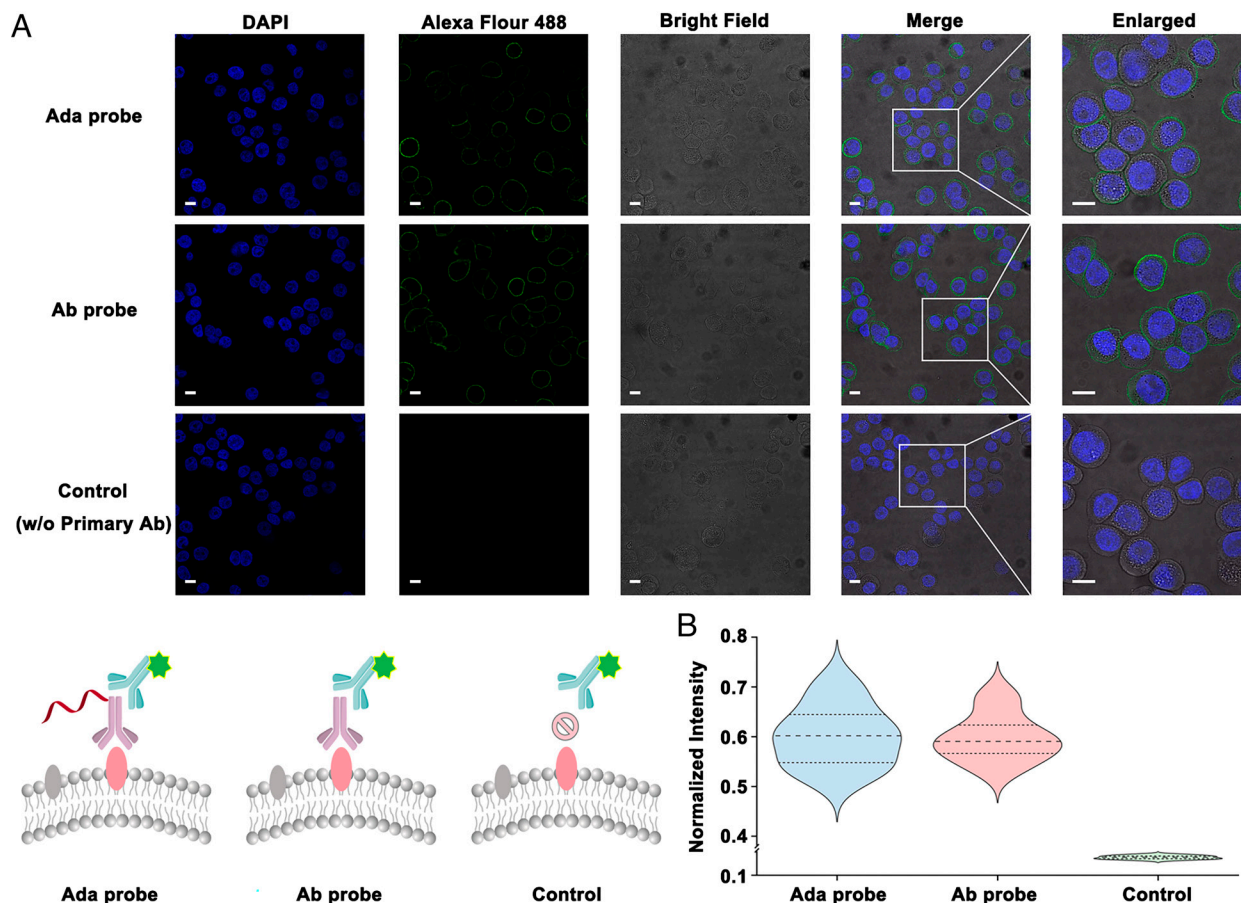 A
DAPI
Alexa Flour 488
Bright Field
Merge
Enlarged
Ada probe
Ab probe
Control
(w/o Primary Ab)
Ada probe
Ab probe
Control
B
Normalized Intensity
0.8
0.7
0.6
0.5
0.4
0.1
Ada probe
Ab probe
Control